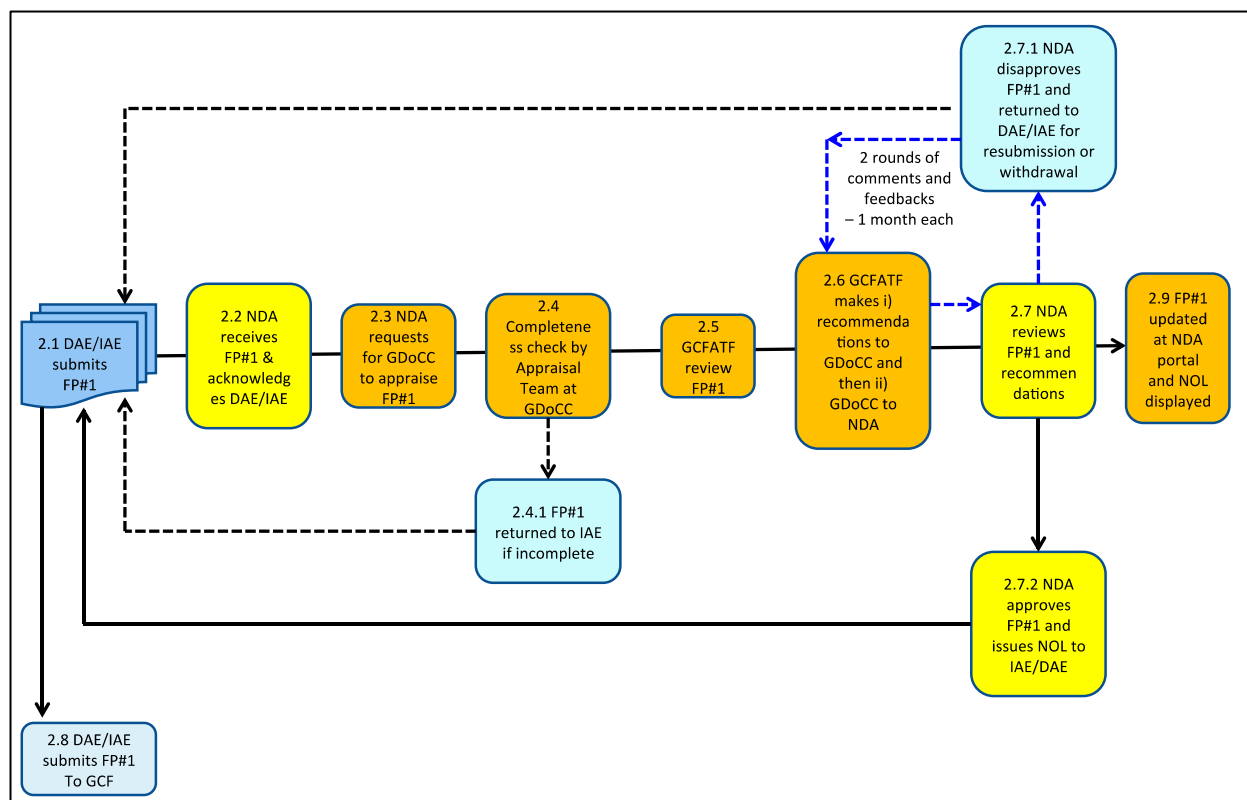 2.7.1 NDA
disapproves
FP#1 and
returned to
DAE/IAE for
resubmission or
withdrawal
2 rounds of
comments and
feedbacks
– 1 month each
2.1 DAE/IAE
submits
FP#1
2.2 NDA
receives
FP#1 &
acknowledg
es DAE/IAE
2.3 NDA
requests
for GDoCC
to appraise
FP#1
2.4
Completene
ss check by
Appraisal
Team at
GDoCC
2.5
GCFATF
review
FP#1
2.6 GCFATF
makes i)
recommenda
tions to
GDoCC and
then ii)
GDoCC to
NDA
2.7 NDA
reviews
FP#1 and
recommen
dations
2.9 FP#1
updated
at NDA
portal
and NOL
displayed
2.4.1 FP#1
returned to IAE
if incomplete
2.7.2 NDA
approves
FP#1 and
issues NOL to
IAE/DAE
2.8 DAE/IAE
submits FP#1
To GCF